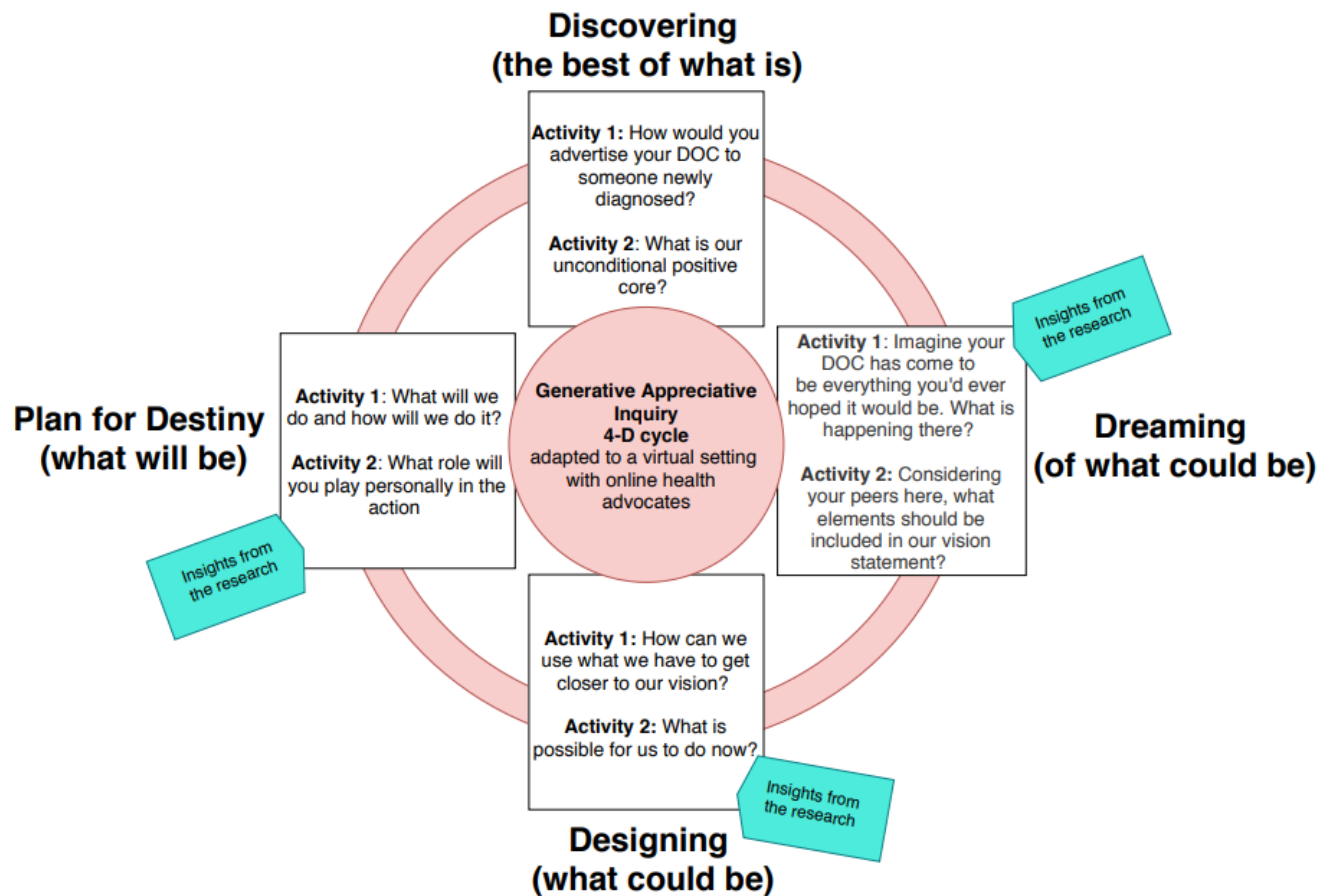 Discovering
(the best of what is)
Activity 1: How would you
advertise your DOC to
someone newly
diagnosed?
Activity 2: What is our
unconditional positive
core?
Insights from
the research
Activity 1: Imagine your
DOC has come to
be everything you'd ever
hoped it would be. What is
happening there?
Activity 2: Considering
your peers here, what
elements should be
included in our vision
statement?
Dreaming
(of what could be)
Generative Appreciative
Inquiry
4-D cycle
adapted to a virtual setting
with online health
advocates
Plan for Destiny
(what will be)
Activity 1: What will we
do and how will we do it?
Activity 2: What role will
you play personally in the
action
Insights from
the research
Activity 1: How can we
use what we have to get
closer to our vision?
Activity 2: What is
possible for us to do now?
Insights from
the research
Designing
(what could be)